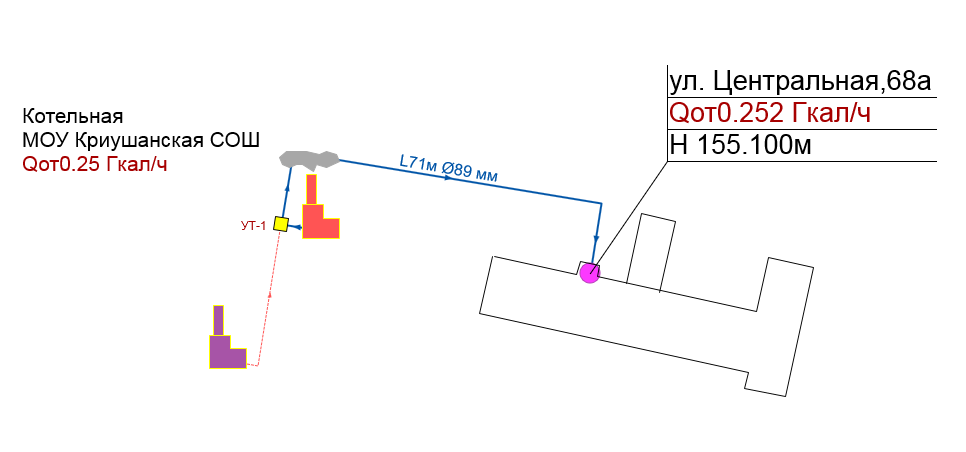 Котельная
МОУ Криушанская СОШ
Qот0.25 Гкал/ч
ул. Центральная,68а
Qот0.252 Гкал/ч
Н 155.100м
L71м Ø89 мм
УТ-1